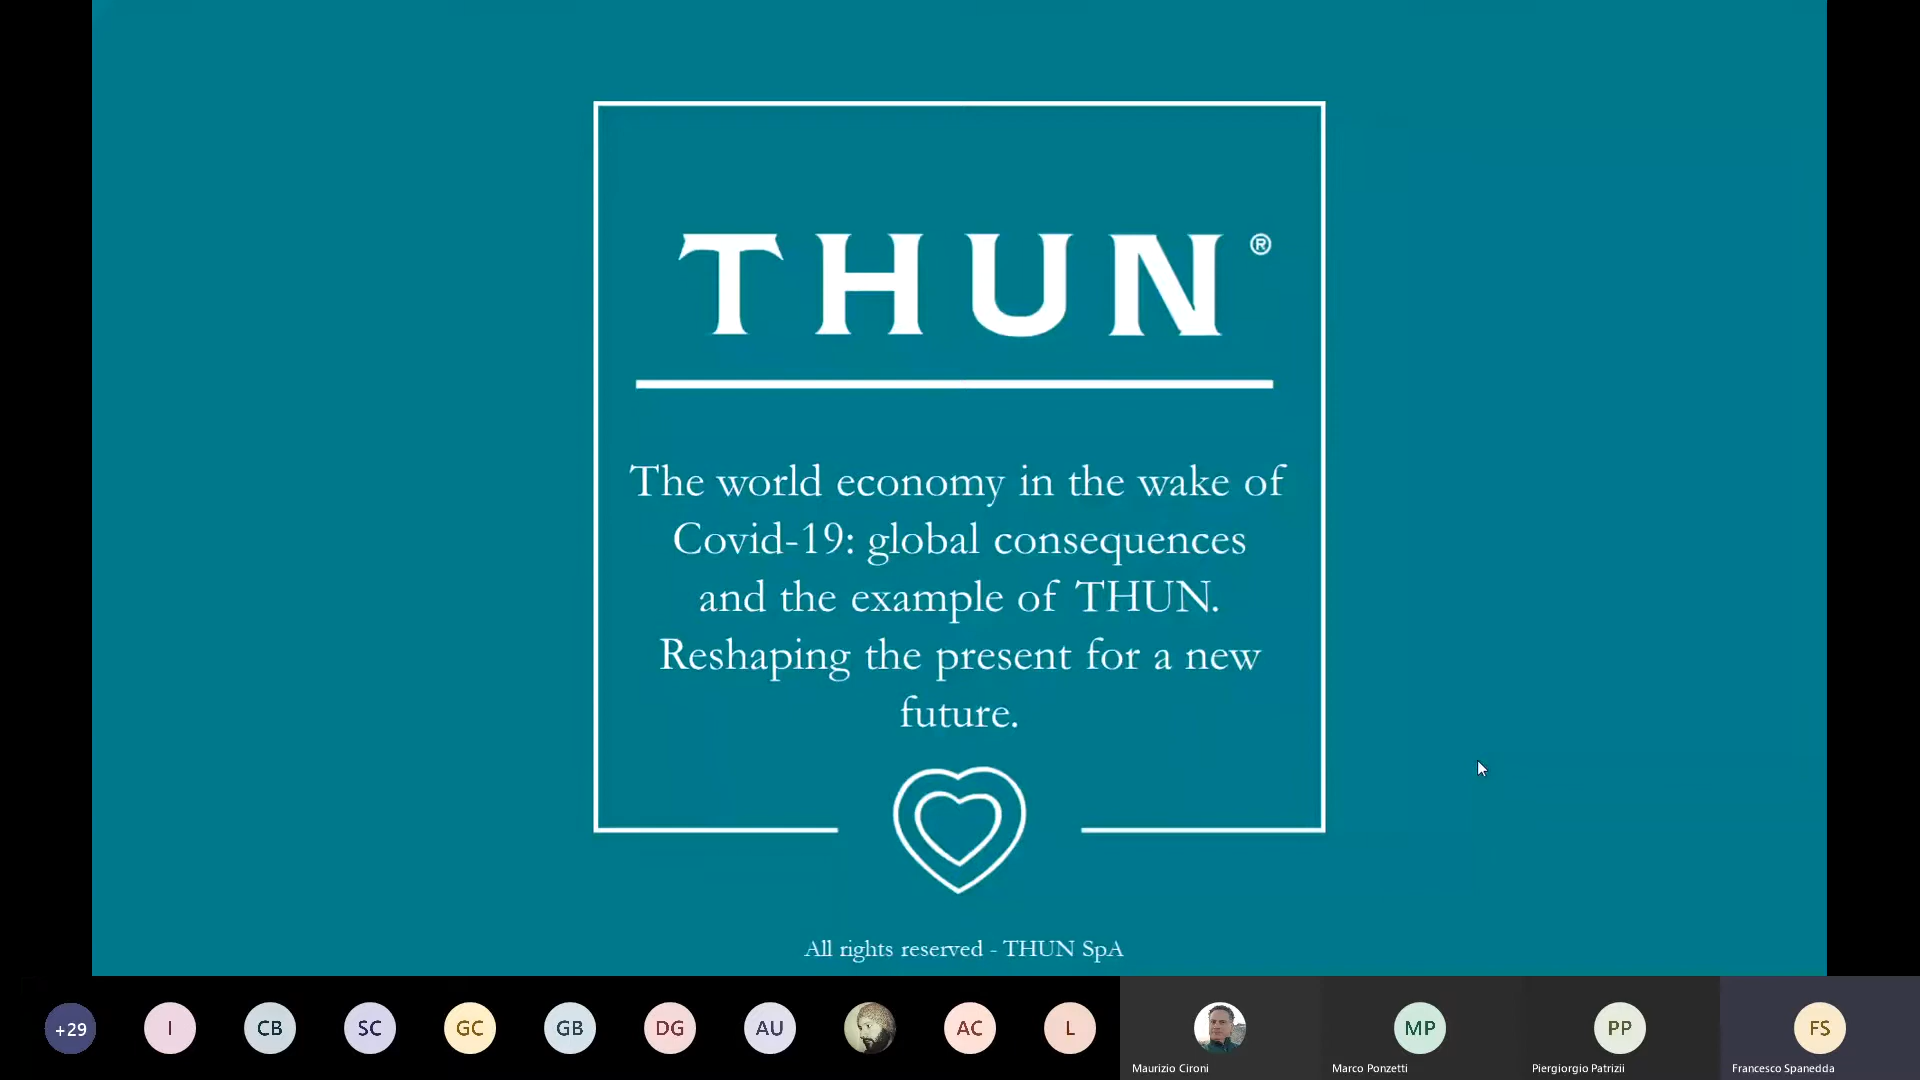 THUN®
The world economy in the wake of
Covid-19: global consequences
and the example of THUN.
Reshaping the present for a new
future.
All rights reserved - THUN SpA
+29
I
CB
SC
GC
GB
DG
AU
AC
L
MP
PP
FS
Maurizio Cironi
Marco Ponzetti
Piergiorgio Patrizii
Francesco Spanedda